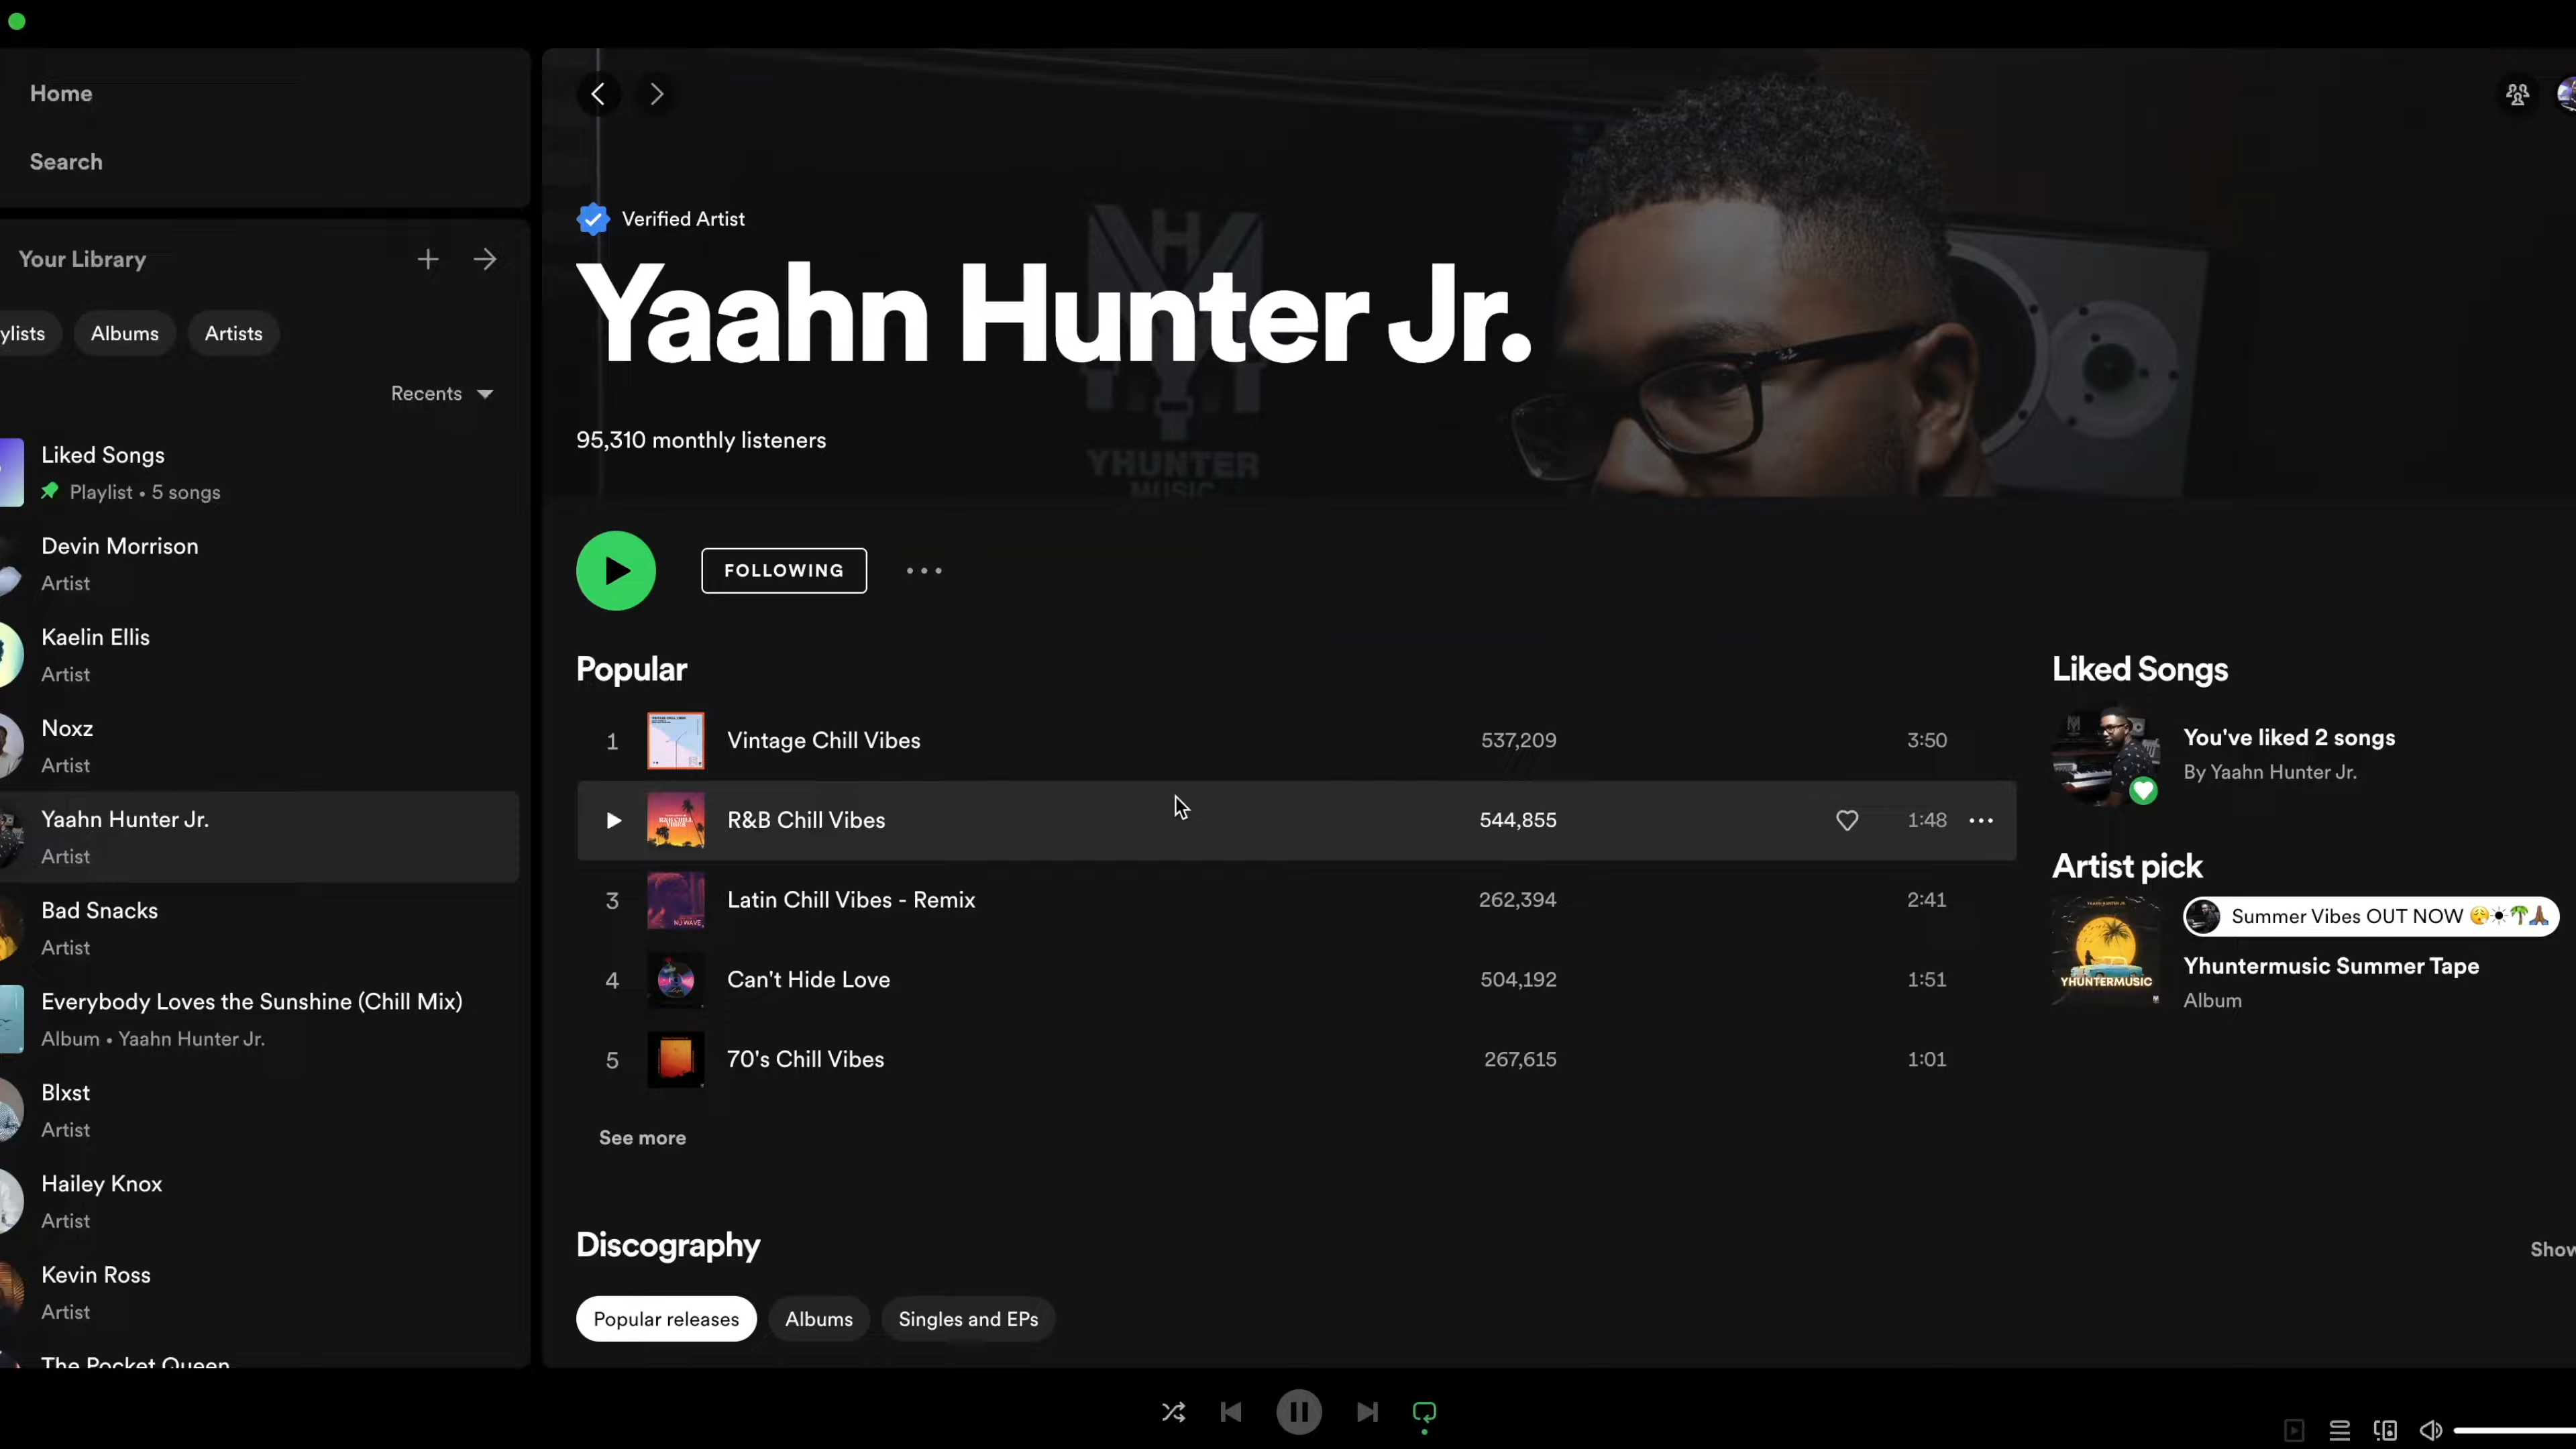 Home
Search
Your Library
ylists
Albums
Artists
Recents
Liked Songs
Playlist • 5 songs
Devin Morrison
Artist
Kaelin Ellis
Artist
Noxz
Artist
Yaahn Hunter Jr.
Artist
Bad Snacks
Artist
Everybody Loves the Sunshine (Chill Mix)
Album • Yaahn Hunter Jr.
Blxst
Artist
Hailey Knox
Artist
Kevin Ross
Artist
The Pocket Queen
Verified Artist
Yaahn Hunter Jr.
95,310 monthly listeners
YHUNTER
MUSIC
FOLLOWING
Popular
1 Vintage Chill Vibes 537,209 3:50
R&B Chill Vibes 544,855 1:48
3 Latin Chill Vibes - Remix 262,394 2:41
4 Can't Hide Love 504,192 1:51
5 70's Chill Vibes 267,615 1:01
See more
Liked Songs
You've liked 2 songs
By Yaahn Hunter Jr.
Artist pick
Summer Vibes OUT NOW 😮‍💨☀🌴🙏🏾
YHUNTERMUSIC
Yhuntermusic Summer Tape
Album
Discography
Show
Popular releases
Albums
Singles and EPs